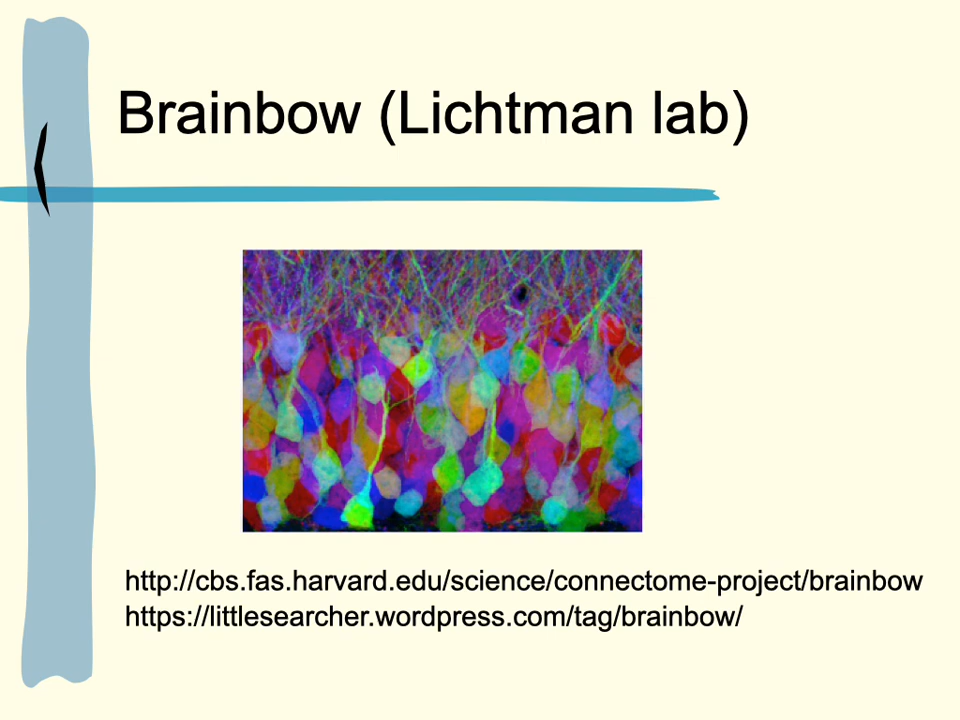 Brainbow (Lichtman lab)
http://cbs.fas.harvard.edu/science/connectome-project/brainbow
https://littlesearcher.wordpress.com/tag/brainbow/